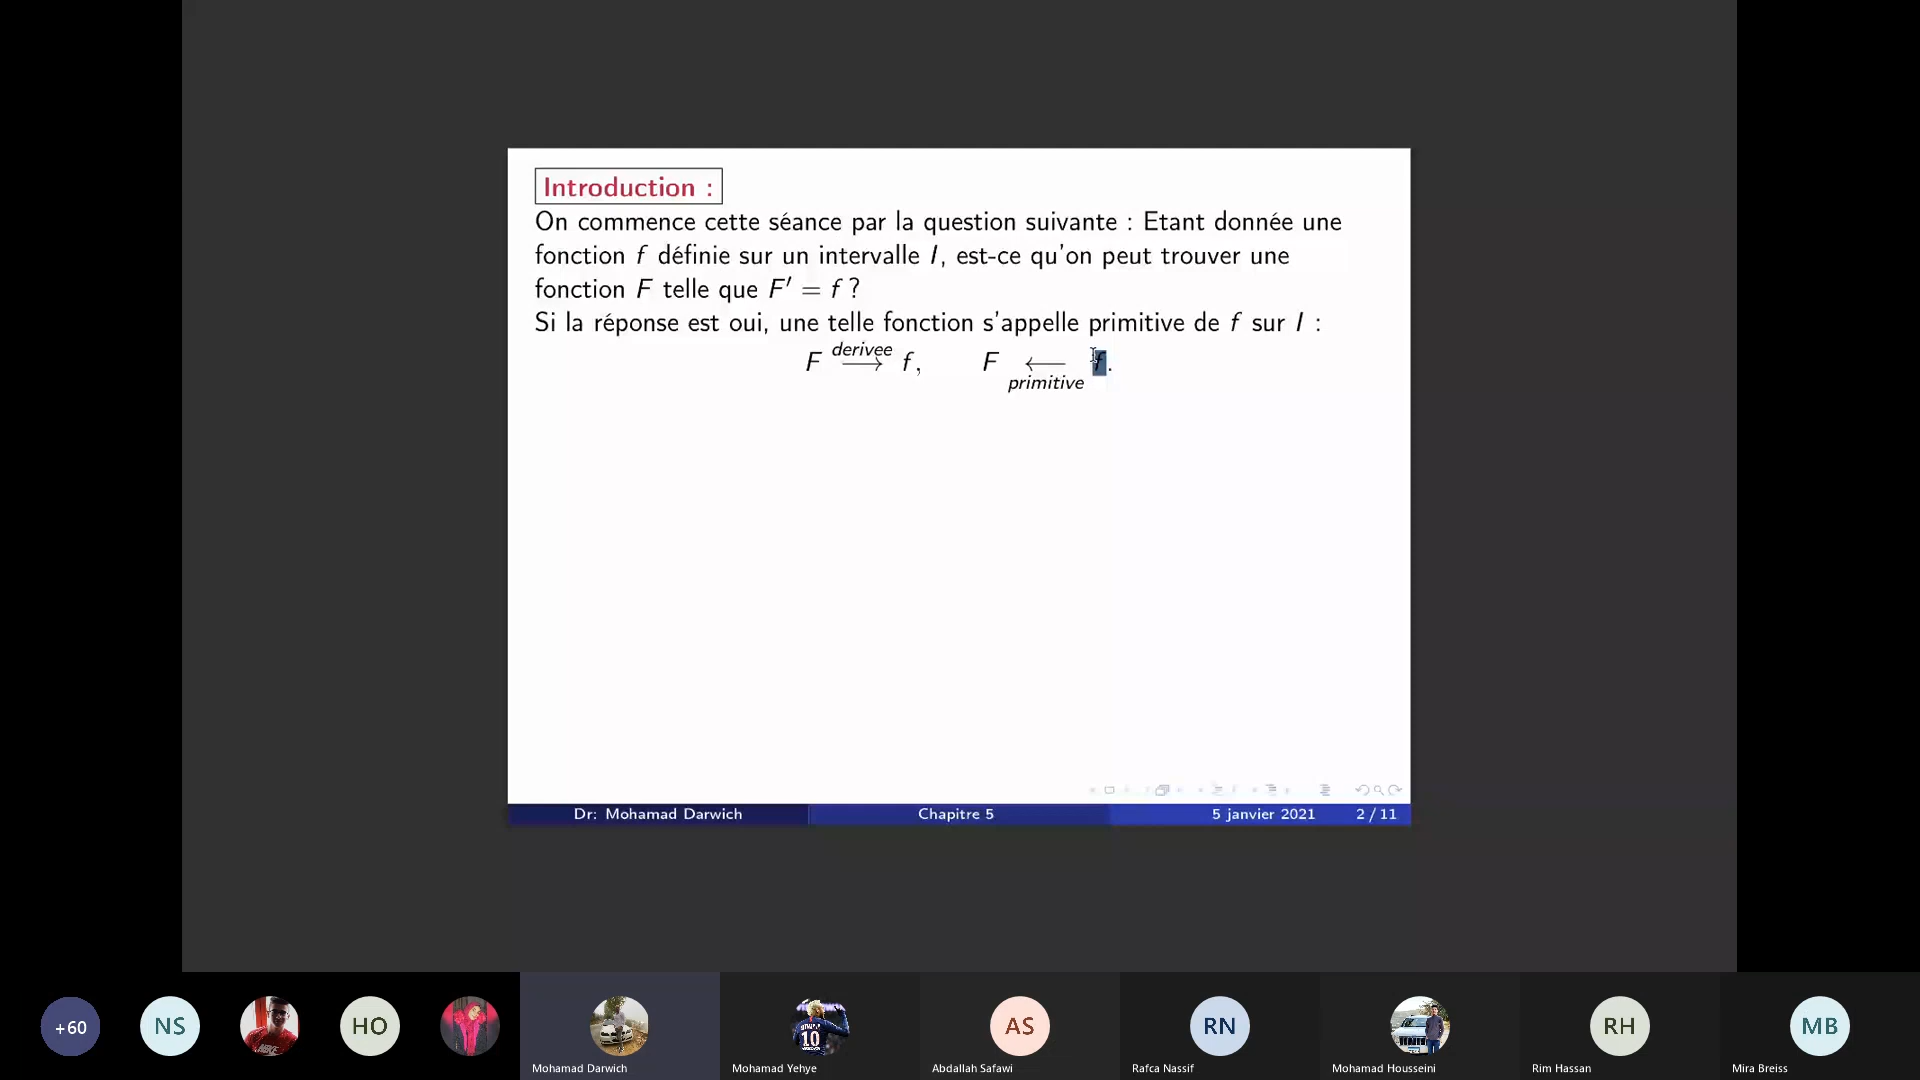 Introduction :
On commence cette séance par la question suivante : Etant donnée une
fonction f définie sur un intervalle I, est-ce qu'on peut trouver une
fonction F telle que F′ = f ?
Si la réponse est oui, une telle fonction s'appelle primitive de f sur I :
F derivee ⟶ f, F ⟵ primitive f.
Dr: Mohamad Darwich Chapitre 5 5 janvier 2021 2 / 11
+60 NS HO AS RN RH MB
10
Mohamad Darwich Mohamad Yehye Abdallah Safawi Rafca Nassif Mohamad Housseini Rim Hassan Mira Breiss